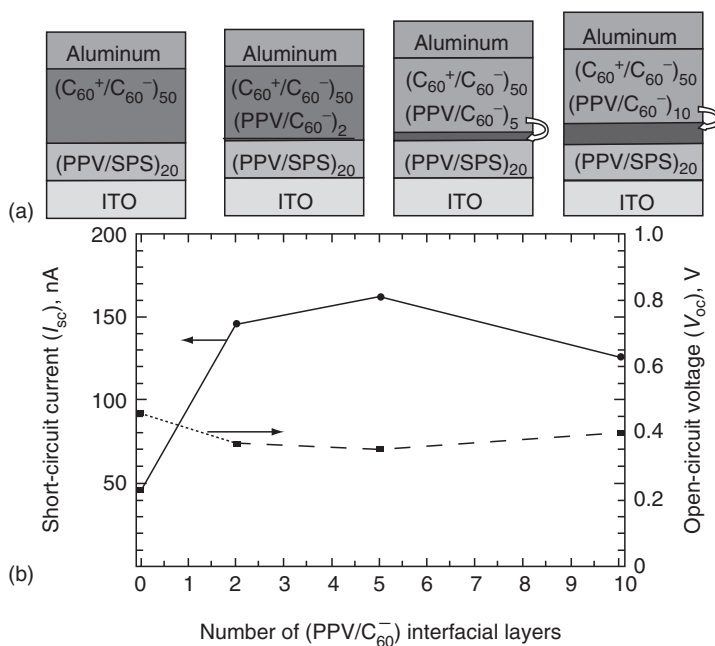 (a)
Aluminum
(C₆₀⁺/C₆₀⁻)₅₀
(PPV/SPS)₂₀
ITO
Aluminum
(C₆₀⁺/C₆₀⁻)₅₀
(PPV/C₆₀⁻)₂
(PPV/SPS)₂₀
ITO
Aluminum
(C₆₀⁺/C₆₀⁻)₅₀
(PPV/C₆₀⁻)₅
(PPV/SPS)₂₀
ITO
Aluminum
(C₆₀⁺/C₆₀⁻)₅₀
(PPV/C₆₀⁻)₁₀
(PPV/SPS)₂₀
ITO
(b)
Short-circuit current (Isc), nA
200
150
100
50
1.0
0.8
0.6
0.4
0.2
0
Open-circuit voltage (Voc), V
0 1 2 3 4 5 6 7 8 9 10
Number of (PPV/C₆₀⁻) interfacial layers